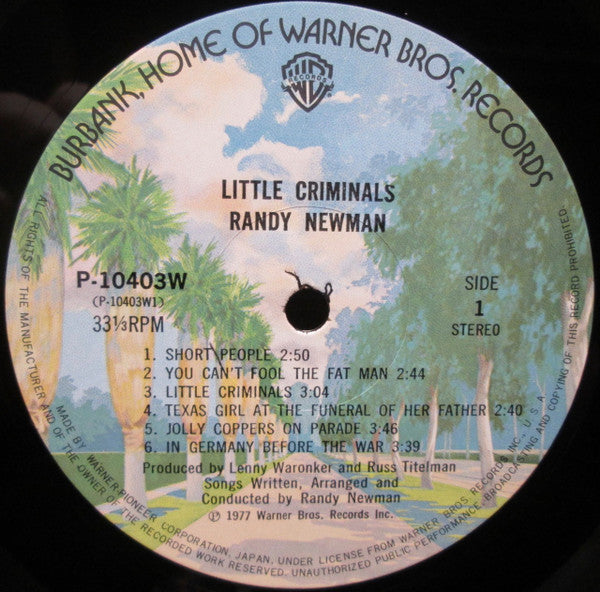 BURBANK, HOME OF WARNER BROS. RECORDS
WB
RECORDS
LITTLE CRIMINALS
RANDY NEWMAN
P-10403W
(P-10403W1)
33⅓RPM
SIDE
1
STEREO
1. SHORT PEOPLE 2:50
2. YOU CAN'T FOOL THE FAT MAN 2:44
3. LITTLE CRIMINALS 3:04
4. TEXAS GIRL AT THE FUNERAL OF HER FATHER 2:40
5. JOLLY COPPERS ON PARADE 3:46
6. IN GERMANY BEFORE THE WAR 3:39
Produced by Lenny Waronker and Russ Titelman
Songs Written, Arranged and
Conducted by Randy Newman
℗ 1977 Warner Bros. Records Inc.
MADE BY WARNER-PIONEER CORPORATION, JAPAN, UNDER LICENSE FROM WARNER BROS RECORDS INC., U.S.A.
ALL RIGHTS OF THE MANUFACTURER AND OF THE OWNER OF THE RECORDED WORK RESERVED. UNAUTHORIZED PUBLIC PERFORMANCE, BROADCASTING AND COPYING OF THIS RECORD PROHIBITED.